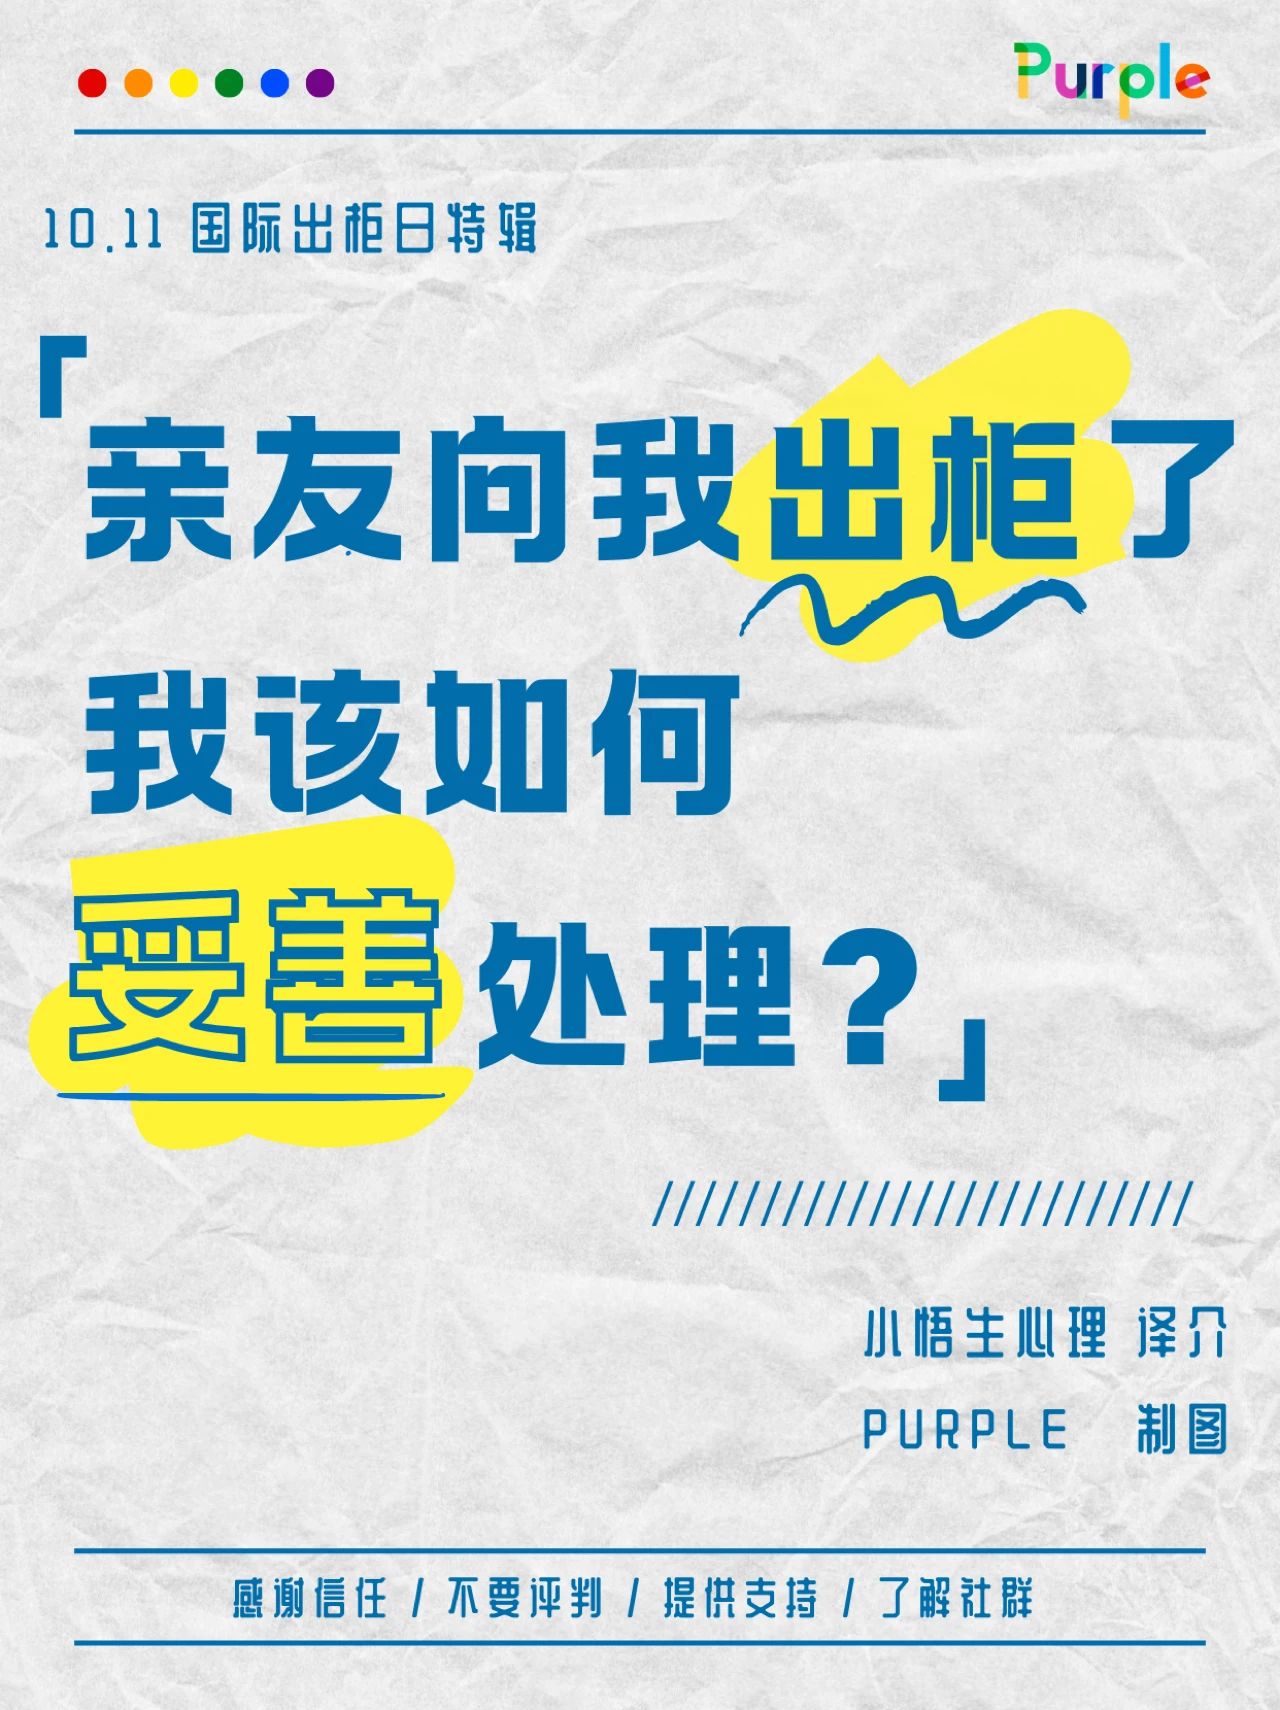 Purple
10.11 国际出柜日特辑
「亲友向我出柜了
我该如何
妥善处理？」
//////////////////////////
小悟生心理 译介
PURPLE 制图
感谢信任 / 不要评判 / 提供支持 / 了解社群